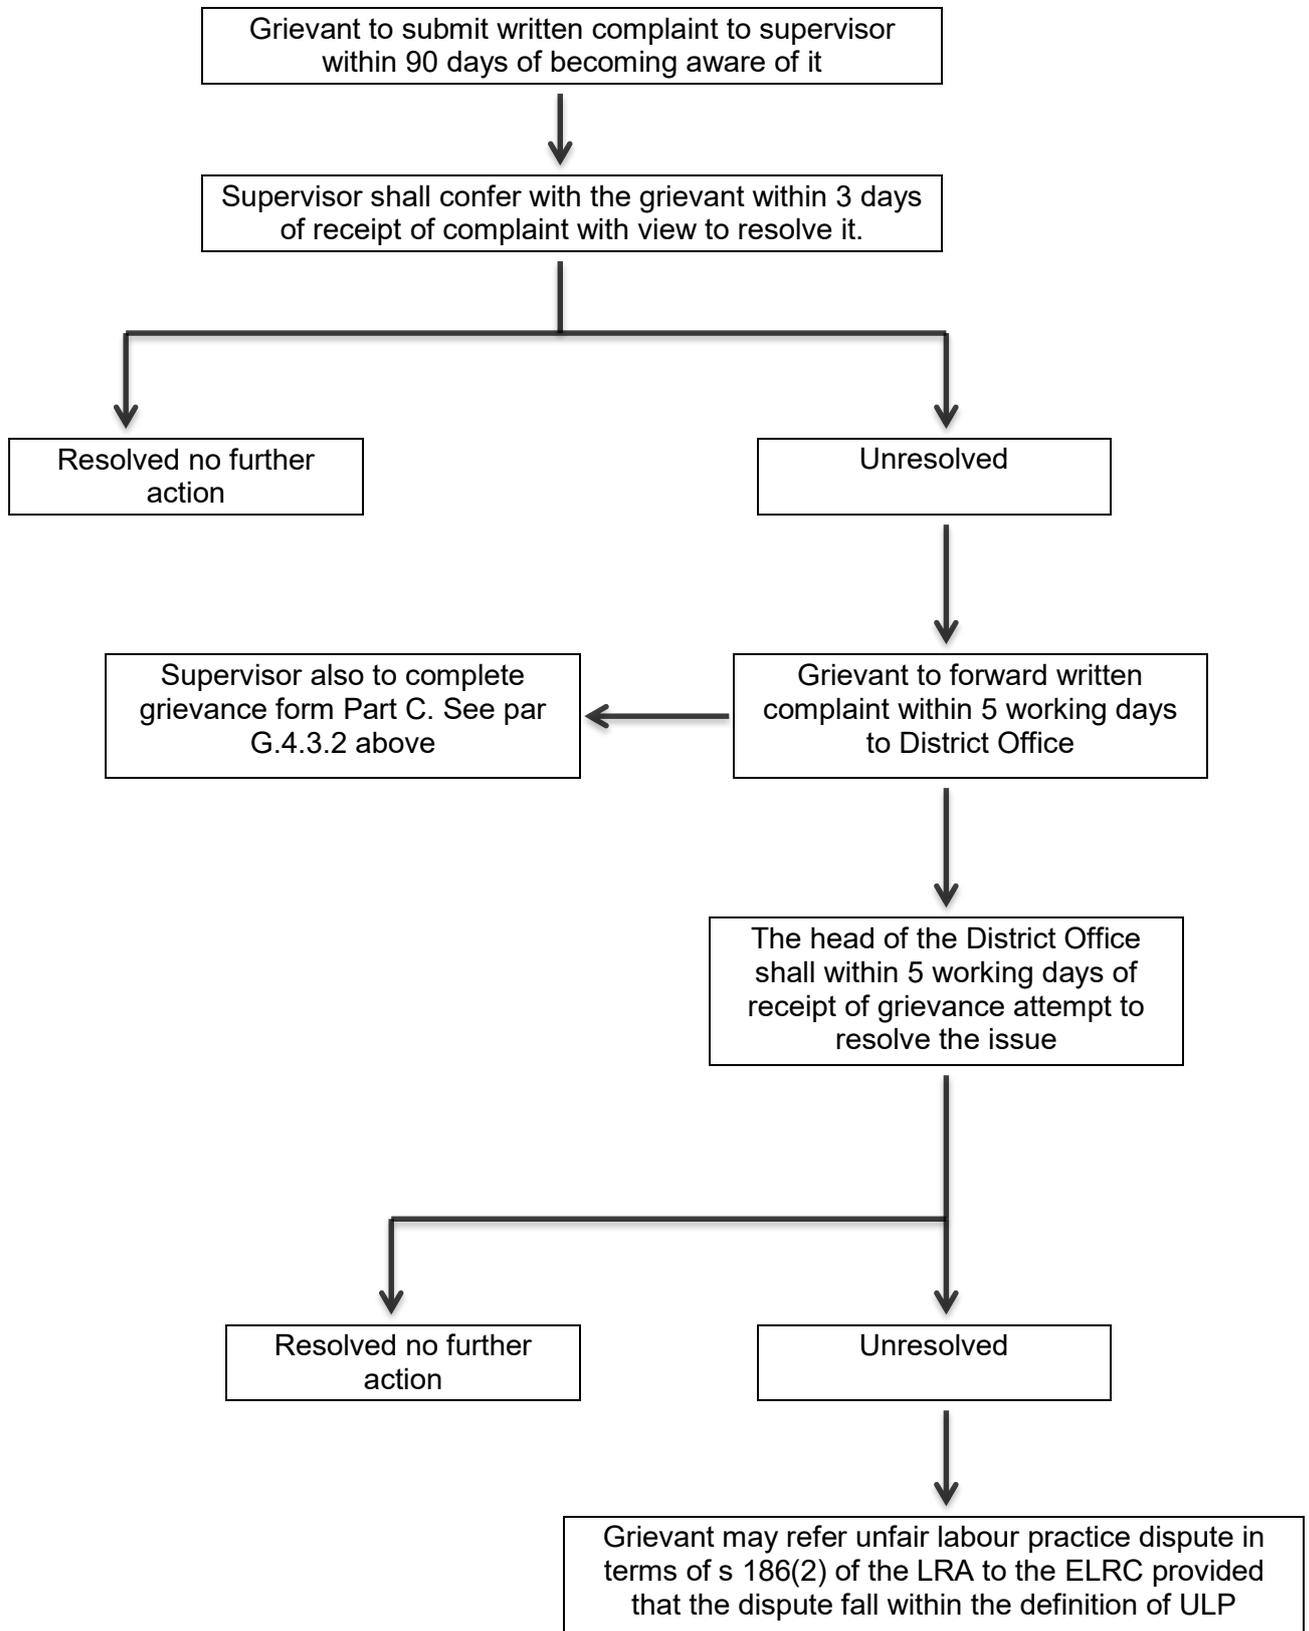 Grievant to submit written complaint to supervisor
within 90 days of becoming aware of it
Supervisor shall confer with the grievant within 3 days
of receipt of complaint with view to resolve it.
Resolved no further
action
Unresolved
Supervisor also to complete
grievance form Part C. See par
G.4.3.2 above
Grievant to forward written
complaint within 5 working days
to District Office
The head of the District Office
shall within 5 working days of
receipt of grievance attempt to
resolve the issue
Resolved no further
action
Unresolved
Grievant may refer unfair labour practice dispute in
terms of s 186(2) of the LRA to the ELRC provided
that the dispute fall within the definition of ULP